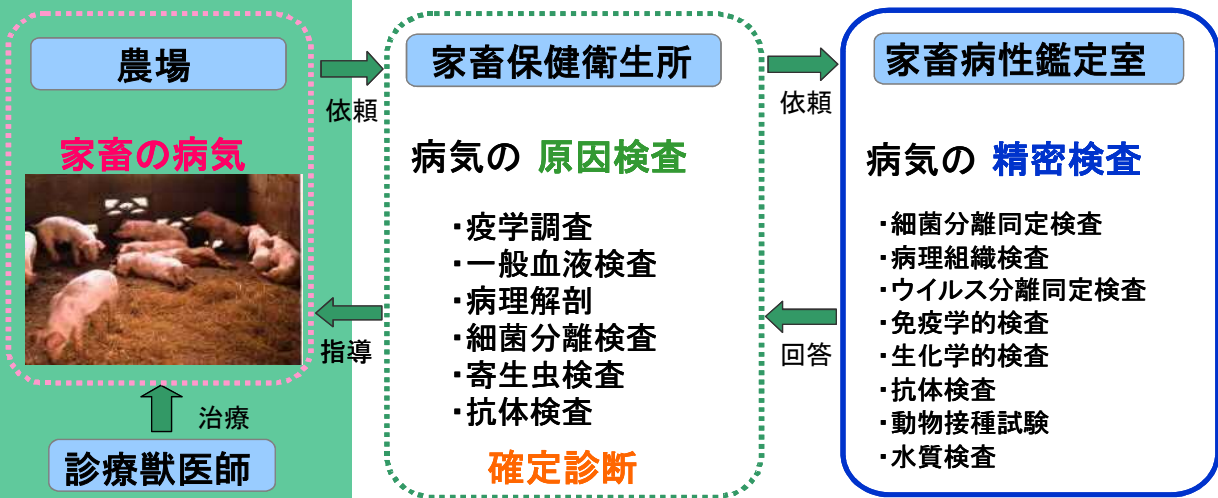 農場
依頼
家畜の病気
指導
治療
診療獣医師
家畜保健衛生所
依頼
病気の 原因検査
・疫学調査
・一般血液検査
・病理解剖
・細菌分離検査
・寄生虫検査
・抗体検査
確定診断
回答
家畜病性鑑定室
病気の 精密検査
・細菌分離同定検査
・病理組織検査
・ウイルス分離同定検査
・免疫学的検査
・生化学的検査
・抗体検査
・動物接種試験
・水質検査